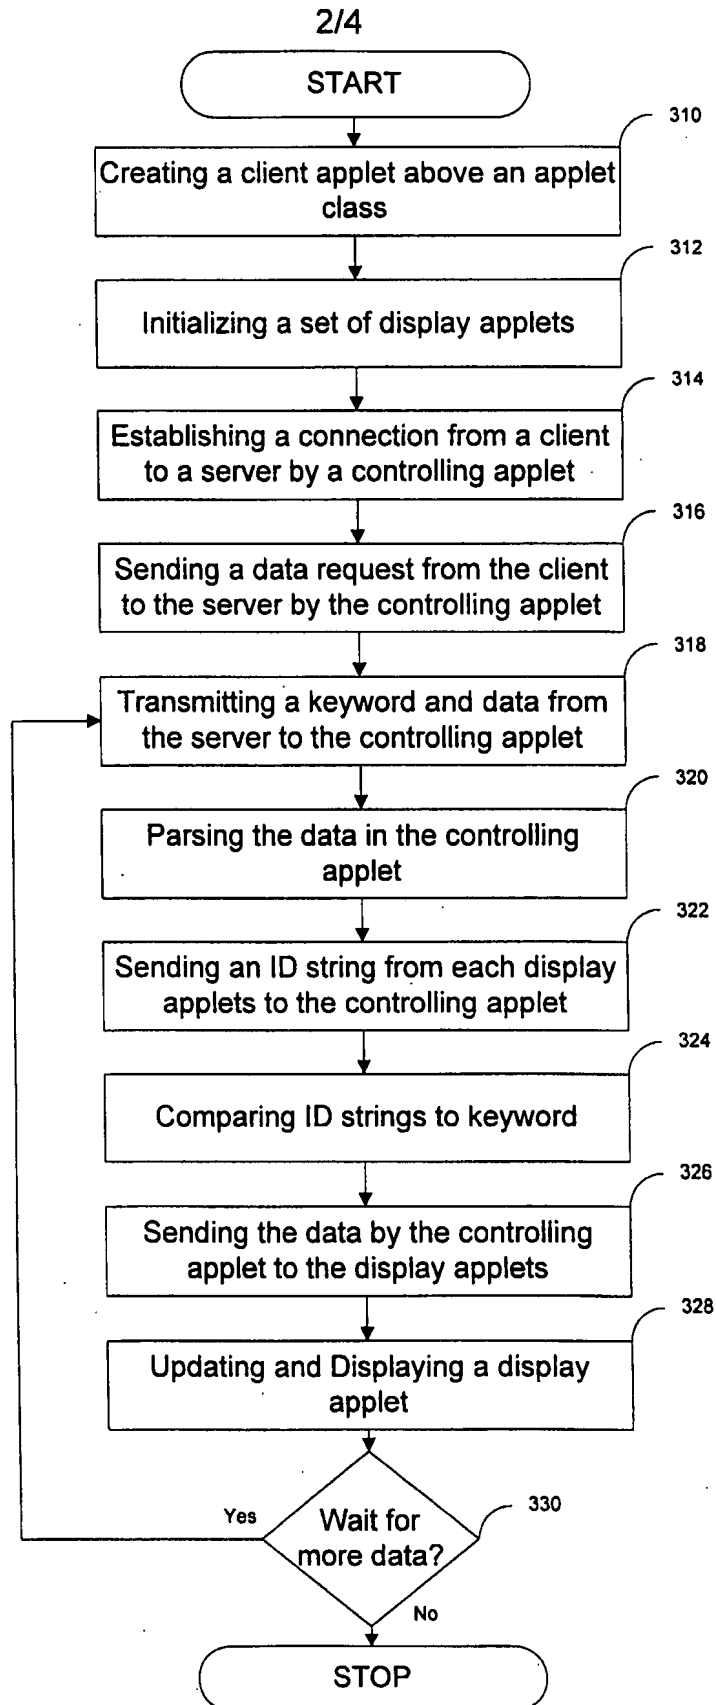 2/4
START
310
Creating a client applet above an applet
class
312
Initializing a set of display applets
314
Establishing a connection from a client
to a server by a controlling applet
316
Sending a data request from the client
to the server by the controlling applet
318
Transmitting a keyword and data from
the server to the controlling applet
320
Parsing the data in the controlling
applet
322
Sending an ID string from each display
applets to the controlling applet
324
Comparing ID strings to keyword
326
Sending the data by the controlling
applet to the display applets
328
Updating and Displaying a display
applet
330
Yes
Wait for
more data?
No
STOP